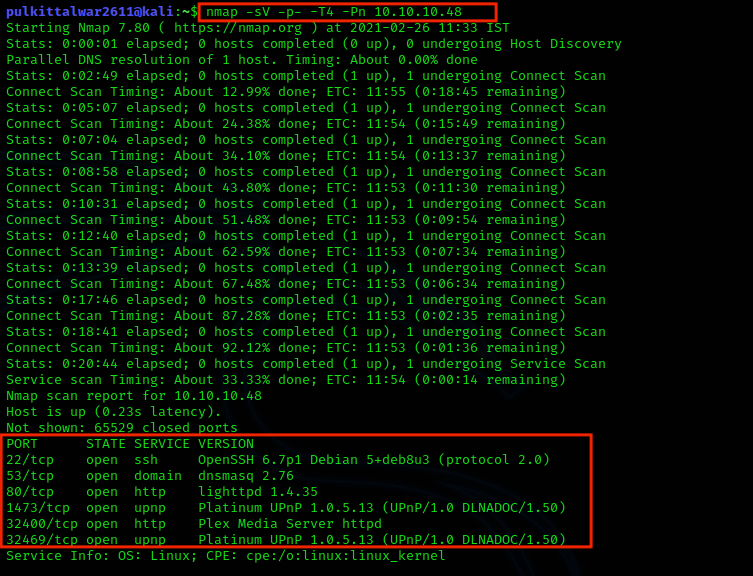 pulkittalwar2611@kali:~$ nmap -sV -p- -T4 -Pn 10.10.10.48
Starting Nmap 7.80 ( https://nmap.org ) at 2021-02-26 11:33 IST
Stats: 0:00:01 elapsed; 0 hosts completed (0 up), 0 undergoing Host Discovery
Parallel DNS resolution of 1 host. Timing: About 0.00% done
Stats: 0:02:49 elapsed; 0 hosts completed (1 up), 1 undergoing Connect Scan
Connect Scan Timing: About 12.99% done; ETC: 11:55 (0:18:45 remaining)
Stats: 0:05:07 elapsed; 0 hosts completed (1 up), 1 undergoing Connect Scan
Connect Scan Timing: About 24.38% done; ETC: 11:54 (0:15:49 remaining)
Stats: 0:07:04 elapsed; 0 hosts completed (1 up), 1 undergoing Connect Scan
Connect Scan Timing: About 34.10% done; ETC: 11:54 (0:13:37 remaining)
Stats: 0:08:58 elapsed; 0 hosts completed (1 up), 1 undergoing Connect Scan
Connect Scan Timing: About 43.80% done; ETC: 11:53 (0:11:30 remaining)
Stats: 0:10:31 elapsed; 0 hosts completed (1 up), 1 undergoing Connect Scan
Connect Scan Timing: About 51.48% done; ETC: 11:53 (0:09:54 remaining)
Stats: 0:12:40 elapsed; 0 hosts completed (1 up), 1 undergoing Connect Scan
Connect Scan Timing: About 62.59% done; ETC: 11:53 (0:07:34 remaining)
Stats: 0:13:39 elapsed; 0 hosts completed (1 up), 1 undergoing Connect Scan
Connect Scan Timing: About 67.48% done; ETC: 11:53 (0:06:34 remaining)
Stats: 0:17:46 elapsed; 0 hosts completed (1 up), 1 undergoing Connect Scan
Connect Scan Timing: About 87.28% done; ETC: 11:53 (0:02:35 remaining)
Stats: 0:18:41 elapsed; 0 hosts completed (1 up), 1 undergoing Connect Scan
Connect Scan Timing: About 92.12% done; ETC: 11:53 (0:01:36 remaining)
Stats: 0:20:44 elapsed; 0 hosts completed (1 up), 1 undergoing Service Scan
Service scan Timing: About 33.33% done; ETC: 11:54 (0:00:14 remaining)
Nmap scan report for 10.10.10.48
Host is up (0.23s latency).
Not shown: 65529 closed ports
PORT      STATE SERVICE VERSION
22/tcp    open  ssh     OpenSSH 6.7p1 Debian 5+deb8u3 (protocol 2.0)
53/tcp    open  domain  dnsmasq 2.76
80/tcp    open  http    lighttpd 1.4.35
1473/tcp  open  upnp    Platinum UPnP 1.0.5.13 (UPnP/1.0 DLNADOC/1.50)
32400/tcp open  http    Plex Media Server httpd
32469/tcp open  upnp    Platinum UPnP 1.0.5.13 (UPnP/1.0 DLNADOC/1.50)
Service Info: OS: Linux; CPE: cpe:/o:linux:linux_kernel